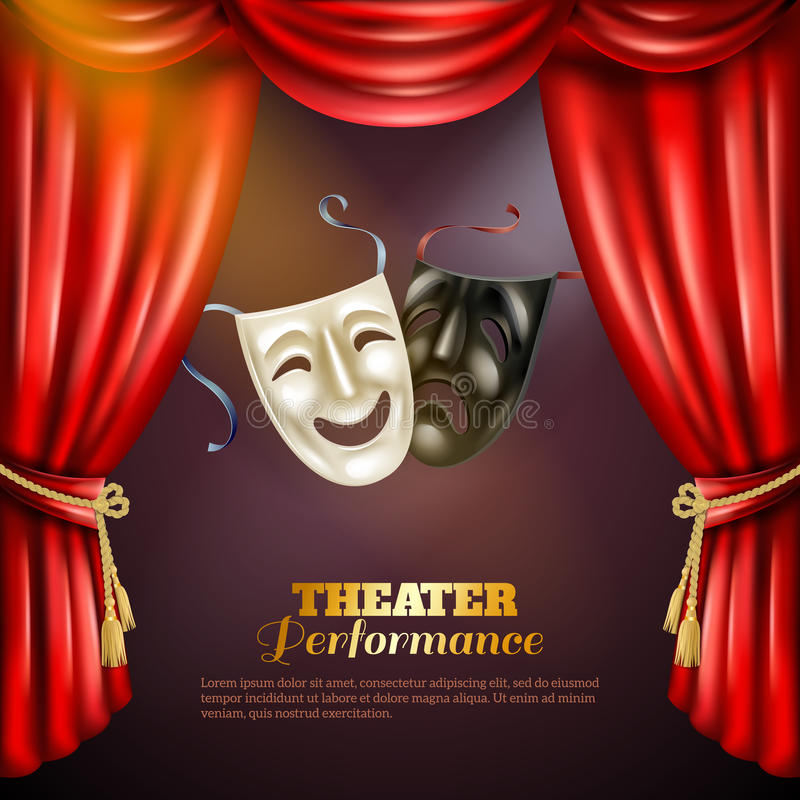 THEATER
Performance
Lorem ipsum dolor sit amet, consectetur adipiscing elit, sed do eiusmod
tempor incididunt ut labore et dolore magna aliqua. Ut enim ad minim veniam,
quis nostrud exercitation.
dreamstime